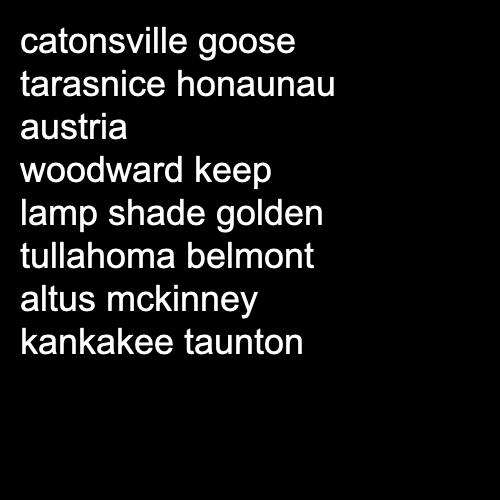 catonsville goose
tarasnice honaunau
austria
woodward keep
lamp shade golden
tullahoma belmont
altus mckinney
kankakee taunton